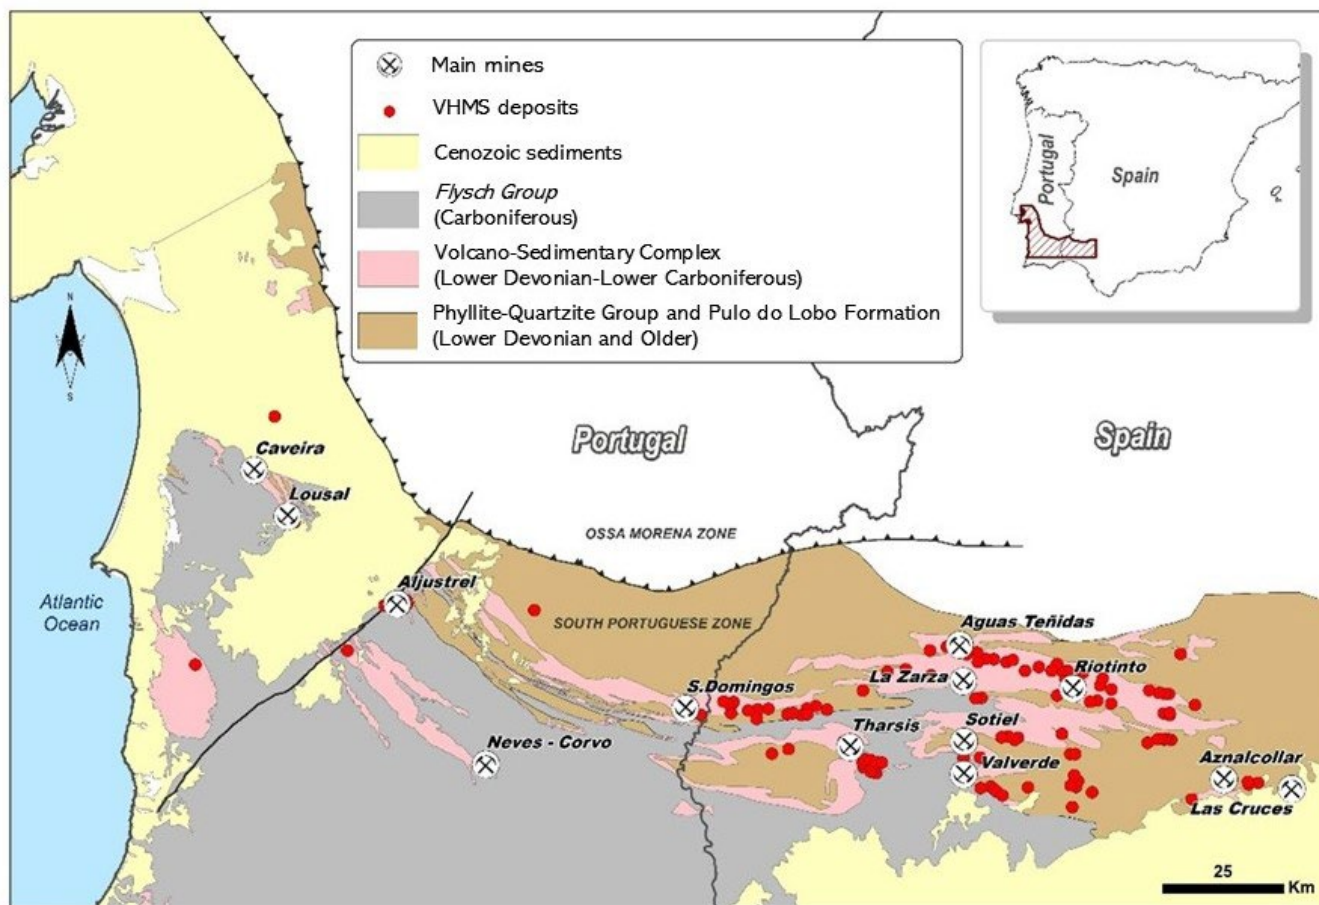 Main mines
VHMS deposits
Cenozoic sediments
Flysch Group
(Carboniferous)
Volcano-Sedimentary Complex
(Lower Devonian-Lower Carboniferous)
Phyllite-Quartzite Group and Pulo do Lobo Formation
(Lower Devonian and Older)
Portugal
Spain
N
S
Portugal
Spain
Caveira
Lousal
OSSA MORENA ZONE
Atlantic
Ocean
Aljustrel
SOUTH PORTUGUESE ZONE
Aguas Teñidas
La Zarza
Riotinto
S.Domingos
Tharsis
Sotiel
Neves - Corvo
Valverde
Aznalcollar
Las Cruces
25
Km